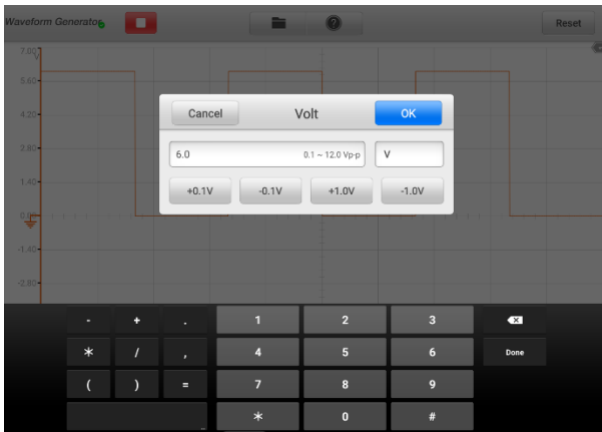 Waveform Generator
?
Reset
7.00
V
5.60
4.20
Cancel
Volt
OK
2.80
6.0
0.1 ~ 12.0 Vp-p
V
1.40
+0.1V
-0.1V
+1.0V
-1.0V
0.00
-1.40
-2.80
- + . 1 2 3
* / , 4 5 6 Done
( ) = 7 8 9
_ * 0 #